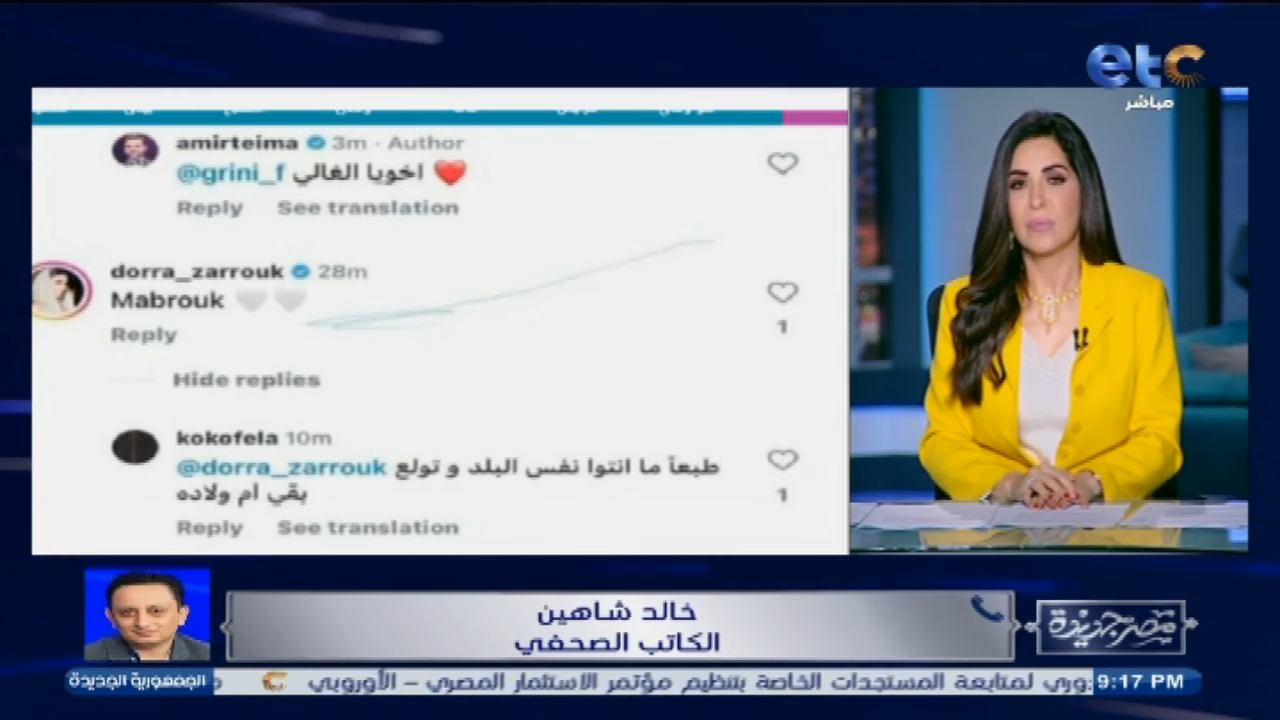 etc
مباشر
amirteima 3m · Author
@grini_f اخويا الغالي ❤️
Reply See translation
dorra_zarrouk 28m
Mabrouk 🤍🤍
1
Reply
Hide replies
kokofela 10m
@dorra_zarrouk طبعاً ما انتوا نفس البلد و تولع
بقي ام ولاده
1
Reply See translation
خالد شاهين
الكاتب الصحفي
مصر جديدة
الجمهورية الجديدة
دوري لمتابعة المستجدات الخاصة بتنظيم مؤتمر الاستثمار المصري – الأوروبي
9:17 PM